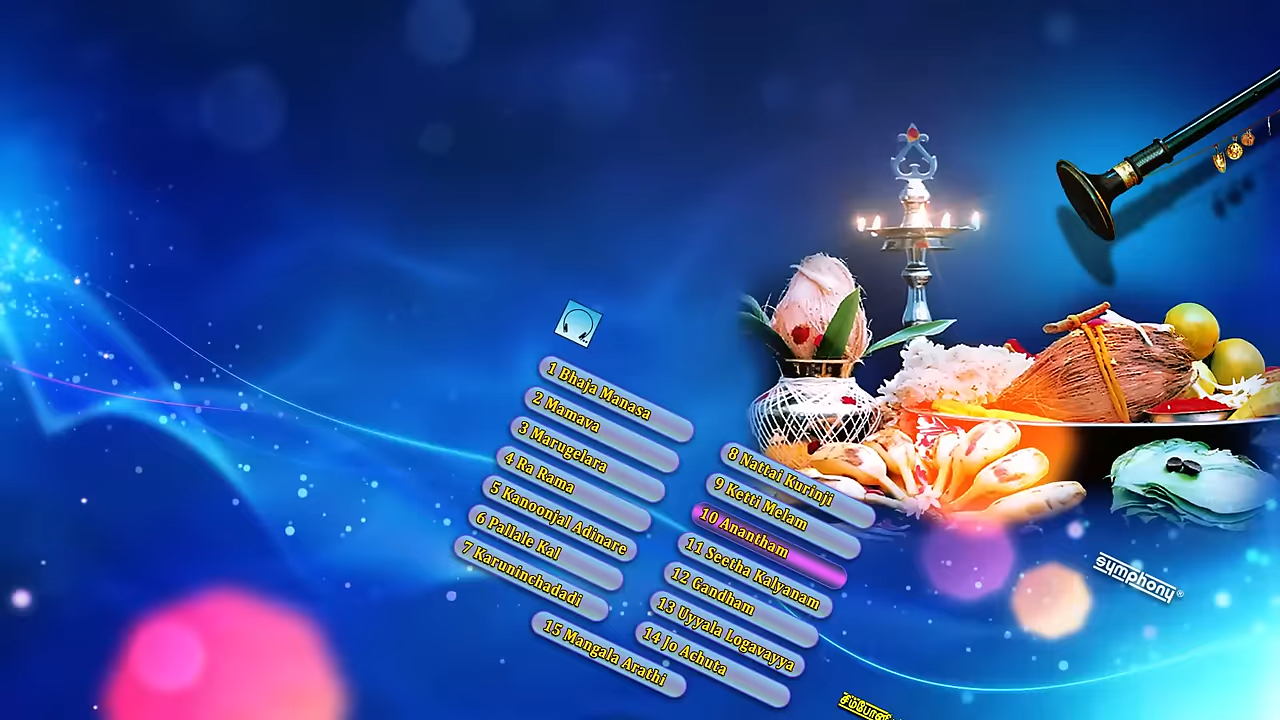 1 Bhaja Manasa
2 Mamava
3 Marugelara
4 Ra Rama
5 Kanoonjal Adinare
6 Pallale Kal
7 Karuninchadadi
8 Nattai Kurinji
9 Ketti Melam
10 Anantham
11 Seetha Kalyanam
12 Gandham
13 Uyyala Logavayya
14 Jo Achuta
15 Mangala Arathi
symphony®
சிம்போனி